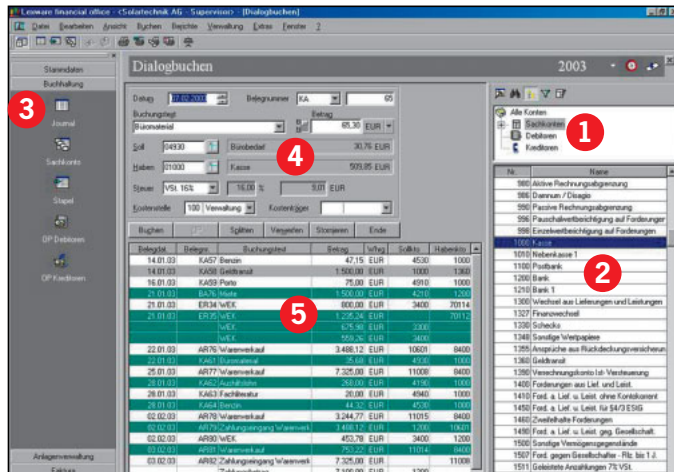 Lexware financial office - <Solartechnik AG - Supervisor> - [Dialogbuchen]
Datei Bearbeiten Ansicht Buchen Berichte Verwaltung Extras Fenster ?
Stammdaten
Buchhaltung
3
Journal
Sachkonto
Stapel
OP Debitoren
OP Kreditoren
Anlagenverwaltung
Faktura
Dialogbuchen 2003
Datum 07.02.2003 Belegnummer KA 65
Buchungstext Betrag
Büromaterial 65,30 EUR
4
Soll 04930 Bürobedarf 30,76 EUR
Haben 01000 Kasse 509,85 EUR
Steuer VSt. 16% 16,00 % 9,01 EUR
Kostenstelle 100 Verwaltung Kostenträger
Buchen Splitten Verwerfen Stornieren Ende
Belegdat. Belegnr. Buchungstext Betrag Whg Sollkto Habenkto
14.01.03 KA57 Benzin 47,15 EUR 4530 1000
14.01.03 KA58 Geldtransit 1.500,00 EUR 1000 1360
16.01.03 KA59 Porto 75,00 EUR 4910 1000
21.01.03 BA76 Miete 1.500,00 EUR 4210 1200
21.01.03 ER34 WEK 800,00 EUR 3400 70114
21.01.03 ER35 WEK 1.235,24 EUR 70112
WEK 675,98 EUR 3300
WEK 559,26 EUR 3400
5
22.01.03 AR76 Warenverkauf 3.488,12 EUR 10601 8400
22.01.03 KA61 Büromaterial 35,68 EUR 4930 1000
25.01.03 AR77 Warenverkauf 7.325,00 EUR 11008 8400
28.01.03 KA62 Aushilfslohn 268,00 EUR 4190 1000
28.01.03 KA63 Fachliteratur 20,00 EUR 4940 1000
28.01.03 KA64 Benzin 44,32 EUR 4530 1000
02.02.03 AR78 Warenverkauf 3.244,77 EUR 11015 8400
02.02.03 AR79 Zahlungseingang Warenverk 3.488,12 EUR 1200 10601
02.02.03 AR80 WEK 453,78 EUR 3400 1200
03.02.03 AR81 Warenverkauf 753,22 EUR 11014 8400
03.02.03 AR82 Zahlungseingang Warenverk 7.325,00 EUR 11008
Alle Konten
Sachkonten
Debitoren
Kreditoren
1
Nr. Name
980 Aktive Rechnungsabgrenzung
986 Damnum / Disagio
990 Passive Rechnungsabgrenzung
996 Pauschalwertberichtigung auf Forderungen
998 Einzelwertberichtigung auf Forderungen
1000 Kasse
1010 Nebenkasse 1
1100 Postbank
1200 Bank
1210 Bank 1
2
1300 Wechsel aus Lieferungen und Leistungen
1327 Finanzwechsel
1330 Schecks
1348 Sonstige Wertpapiere
1355 Ansprüche aus Rückdeckungsversicherun
1360 Geldtransit
1390 Verrechnungskonto Ist-Versteuerung
1400 Forderungen aus Lief. und Leist.
1410 Ford. a. Lief. u. Leist. ohne Kontokorrent
1450 Ford. a. Lief. u. Leist. für §4/3 EStG
1460 Zweifelhafte Forderungen
1490 Ford. a. Lief. u. Leist. geg. Gesellschaft.
1500 Sonstige Vermögensgegenstände
1507 Ford. gegen Gesellschafter - Rlz. bis 1 J.
1511 Geleistete Anzahlungen 7% VSt.